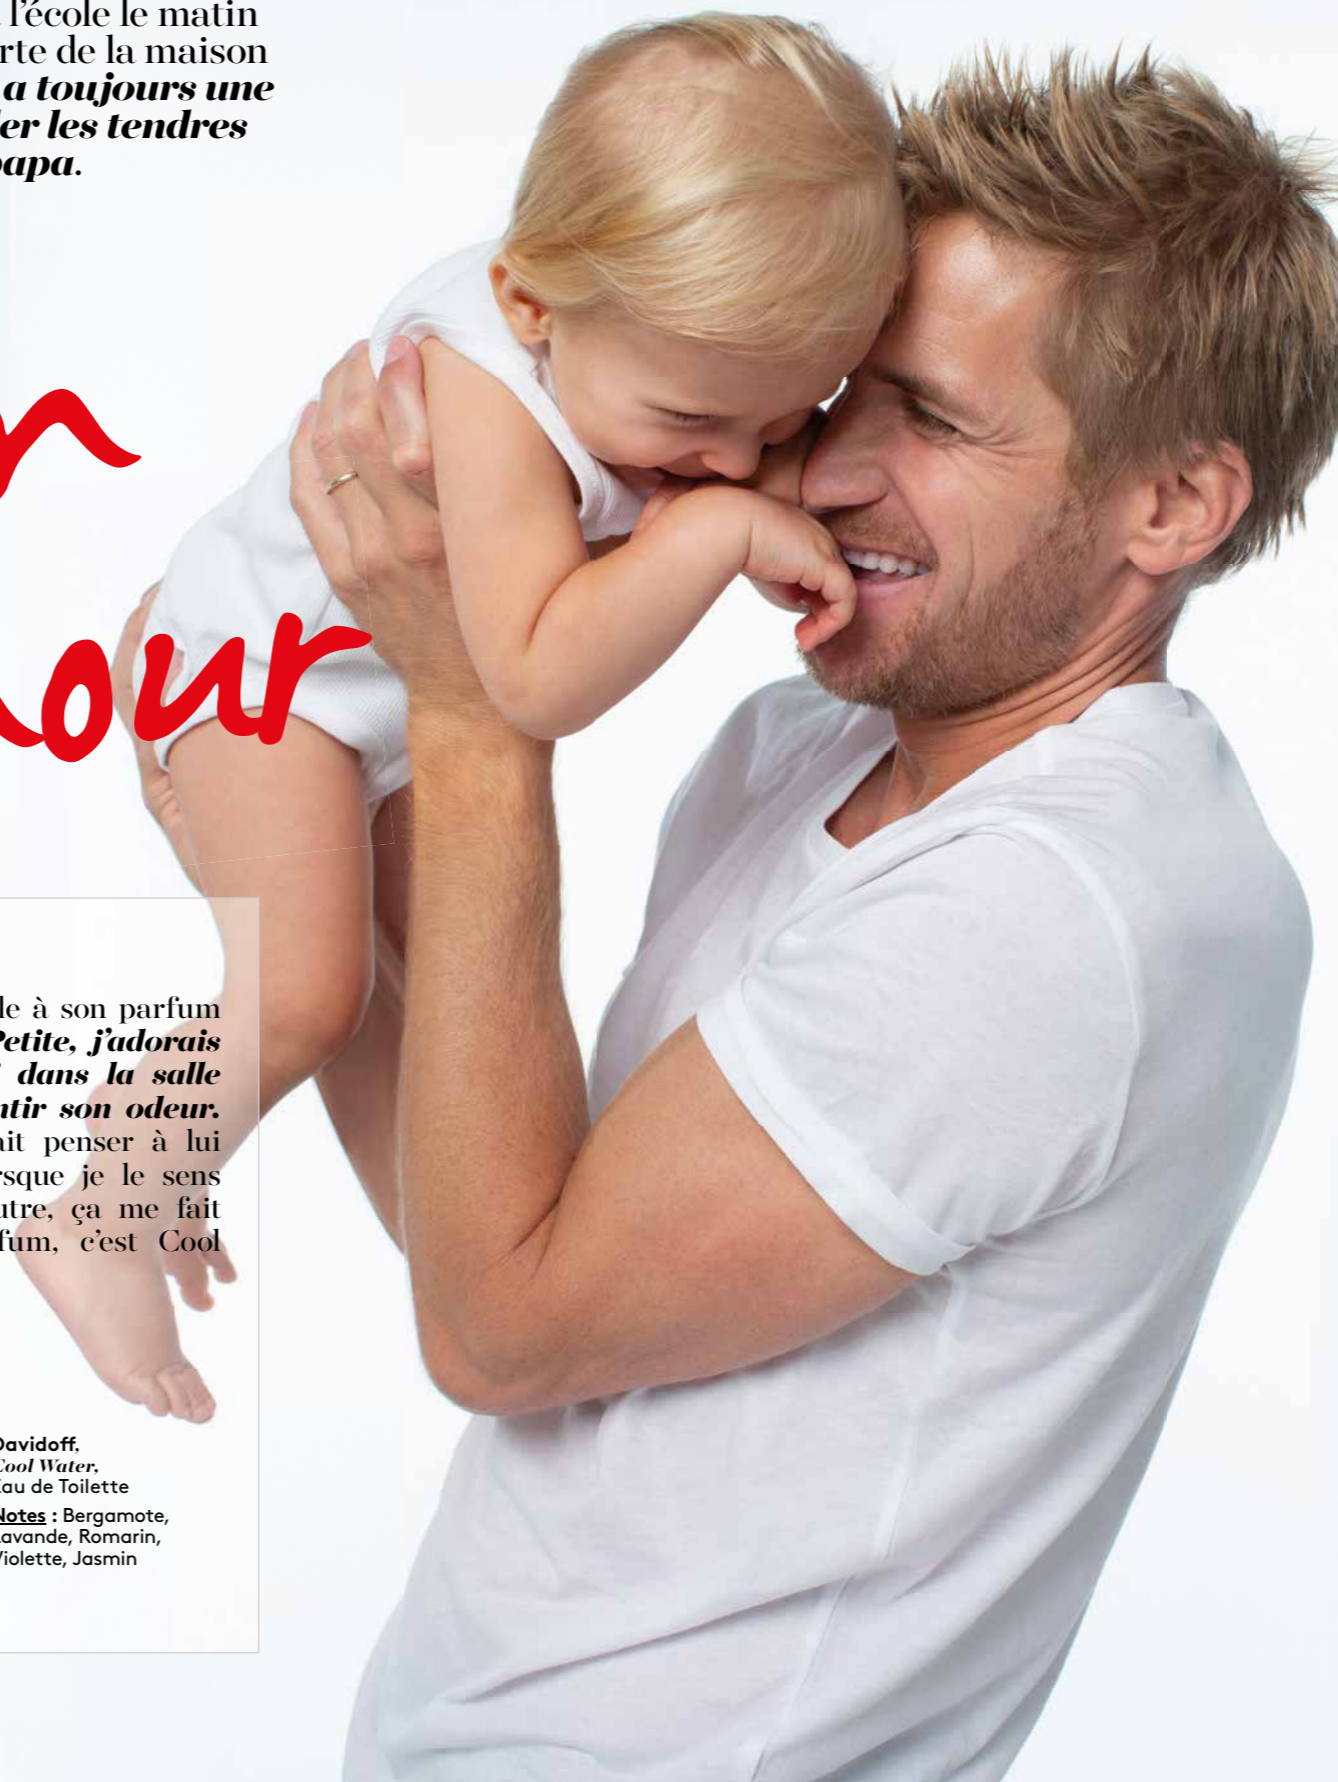 l’école le matin
rte de la maison
a toujours une
er les tendres
apa.
n
our
le à son parfum
Petite, j’adorais
dans la salle
ntir son odeur.
ait penser à lui
rsque je le sens
utre, ça me fait
fum, c’est Cool
Davidoff,
Cool Water,
Eau de Toilette
Notes : Bergamote,
Lavande, Romarin,
Violette, Jasmin